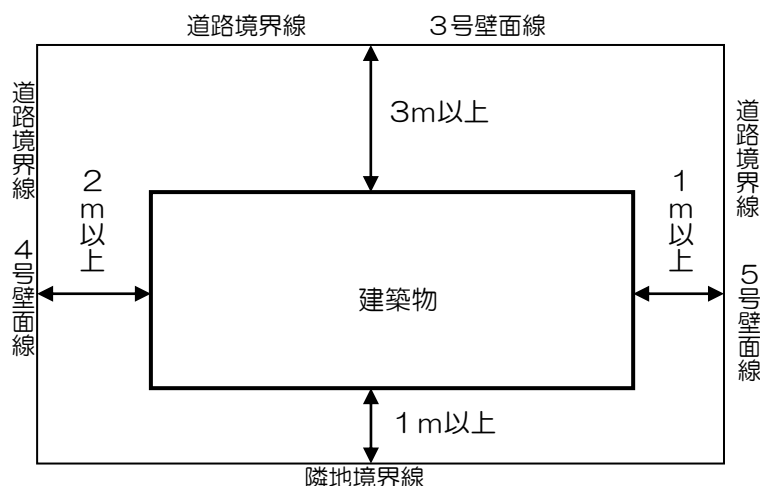 道路境界線　３号壁面線
道路境界線
３ｍ以上
道路境界線
２ｍ以上
１ｍ以上
４号壁面線
建築物
５号壁面線
１ｍ以上
隣地境界線